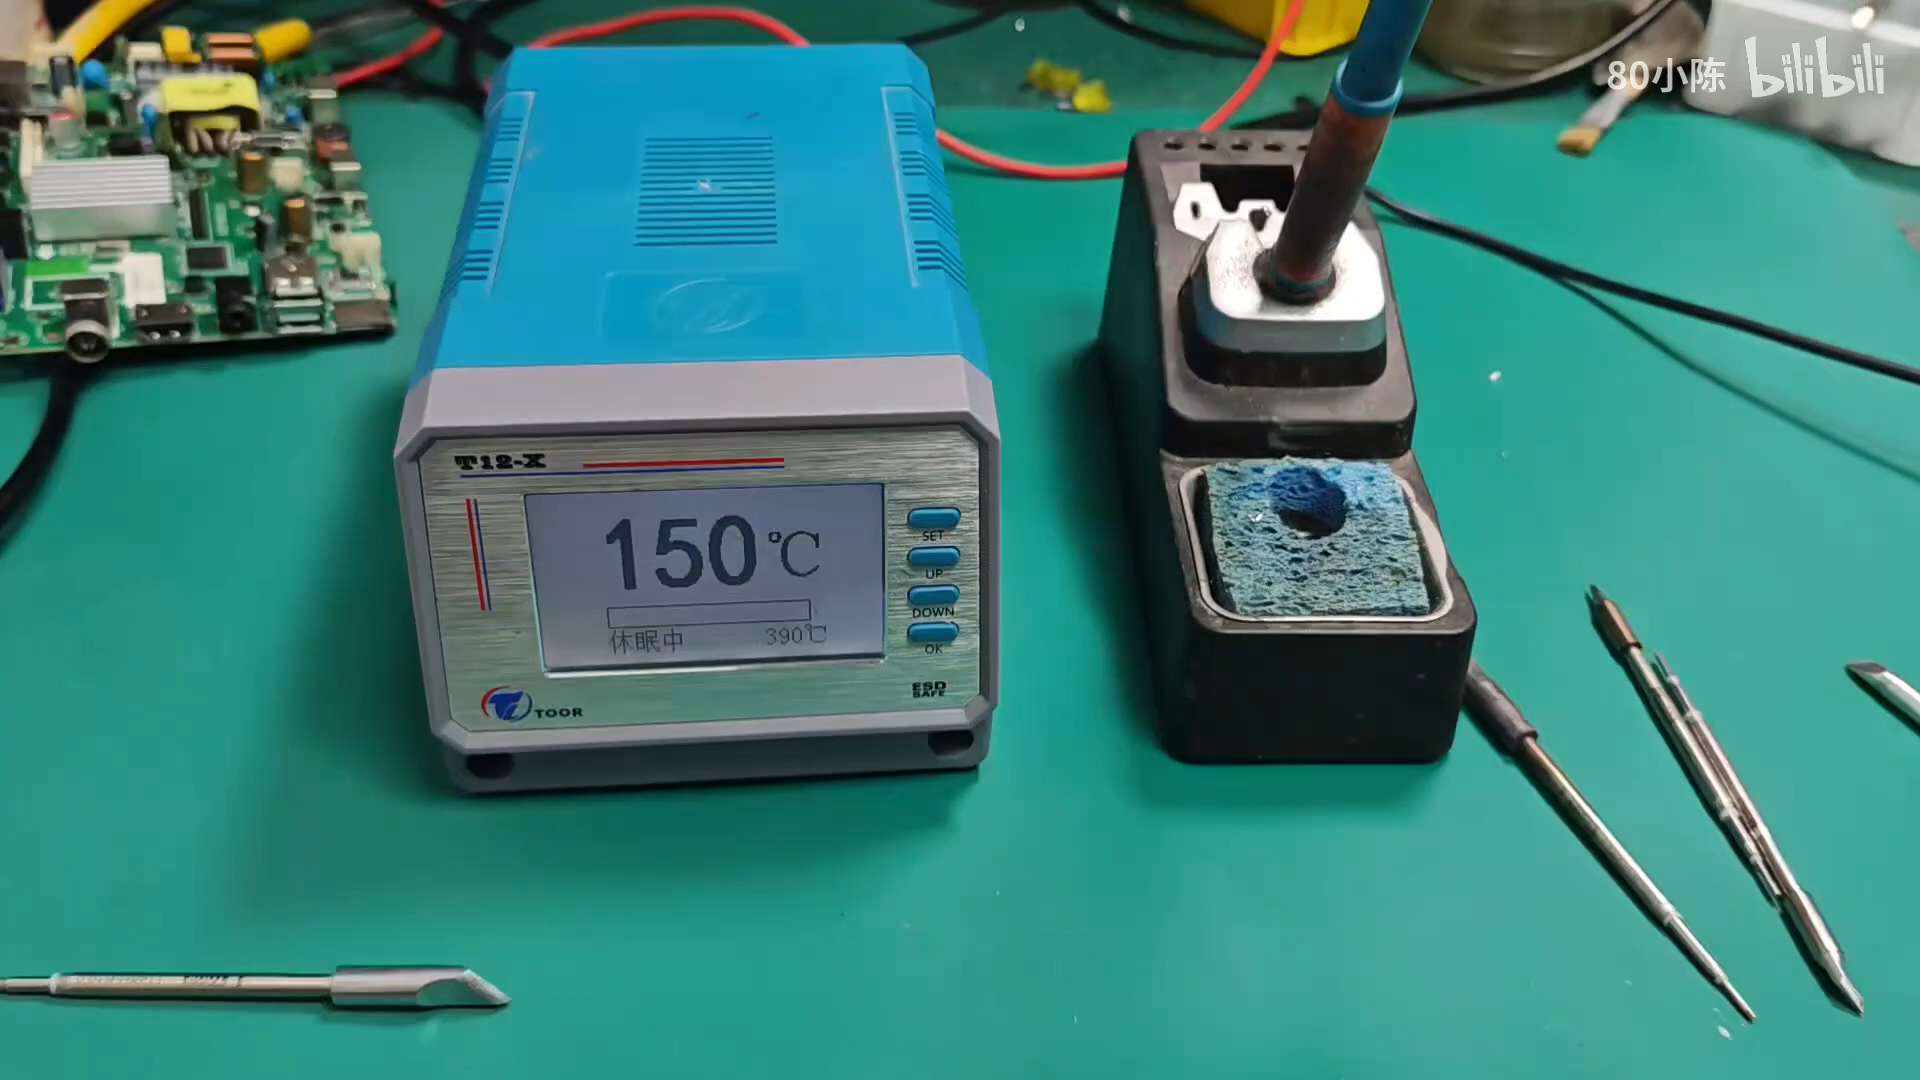 80小陈 bilibili
T12-X
150℃
休眠中 390℃
SET
UP
DOWN
OK
TOOR
ESD
SAFE